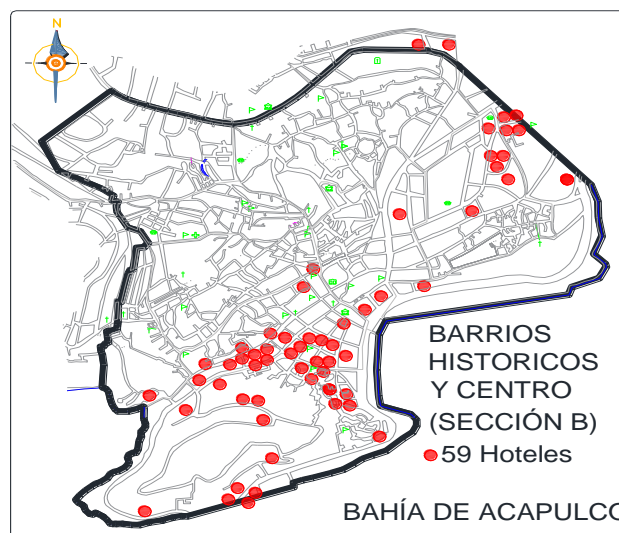 N
BARRIOS
HISTORICOS
Y CENTRO
(SECCIÓN B)
59 Hoteles
BAHÍA DE ACAPULCO